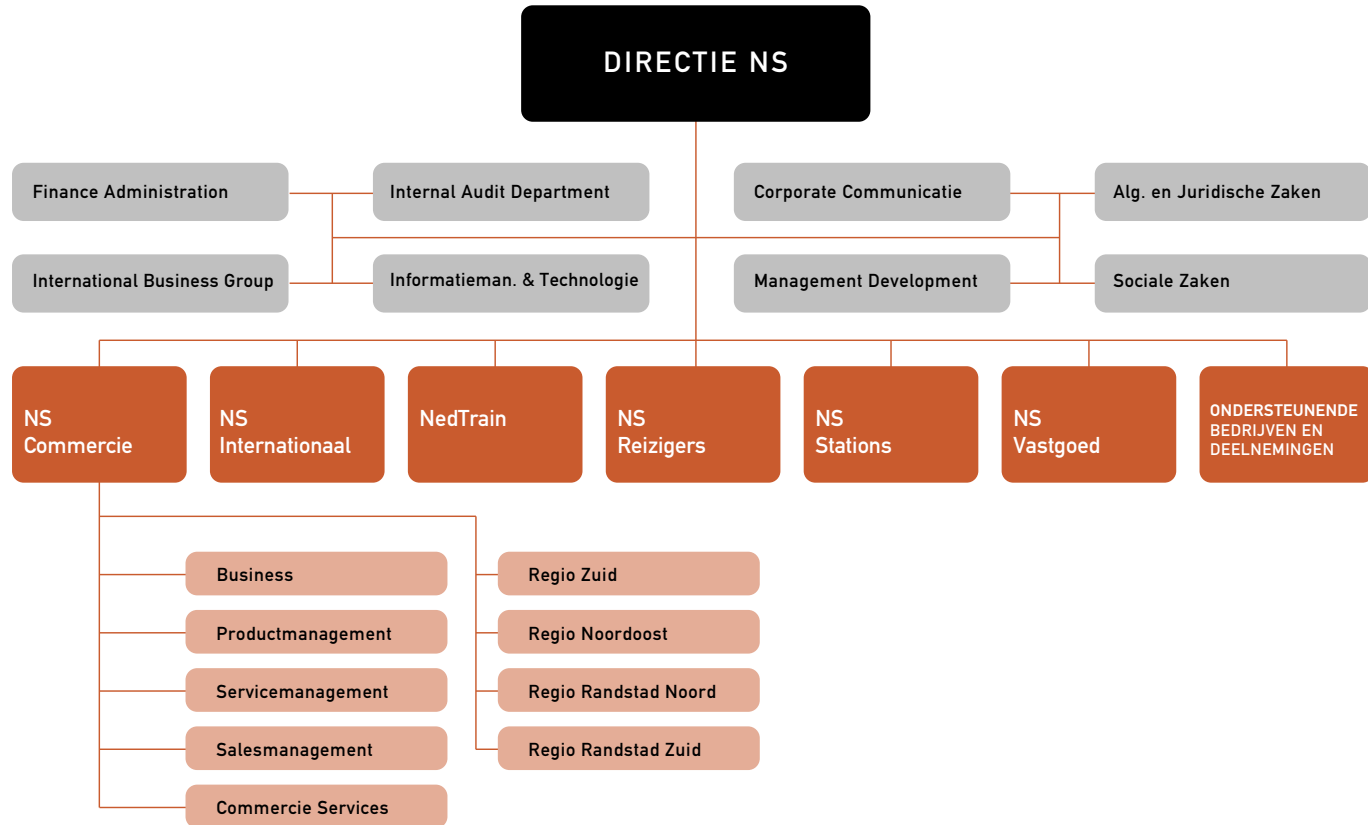 DIRECTIE NS
Finance Administration
Internal Audit Department
Corporate Communicatie
Alg. en Juridische Zaken
International Business Group
Informatieman. & Technologie
Management Development
Sociale Zaken
NS
Commercie
NS
Internationaal
NedTrain
NS
Reizigers
NS
Stations
NS
Vastgoed
ONDERSTEUNENDE
BEDRIJVEN EN
DEELNEMINGEN
Business
Productmanagement
Servicemanagement
Salesmanagement
Commercie Services
Regio Zuid
Regio Noordoost
Regio Randstad Noord
Regio Randstad Zuid